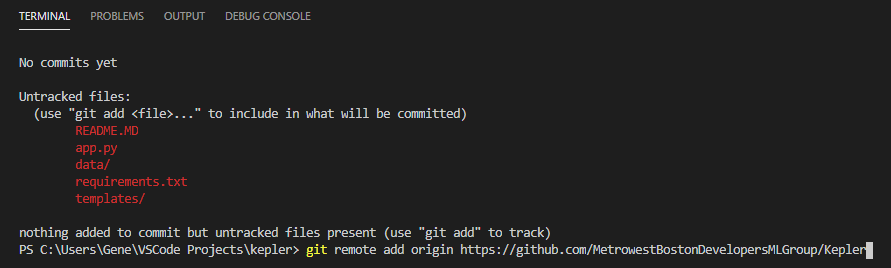 TERMINAL PROBLEMS OUTPUT DEBUG CONSOLE
No commits yet
Untracked files:
(use "git add <file>..." to include in what will be committed)
README.MD
app.py
data/
requirements.txt
templates/
nothing added to commit but untracked files present (use "git add" to track)
PS C:\Users\Gene\VSCode Projects\kepler> git remote add origin https://github.com/MetrowestBostonDevelopersMLGroup/Kepler